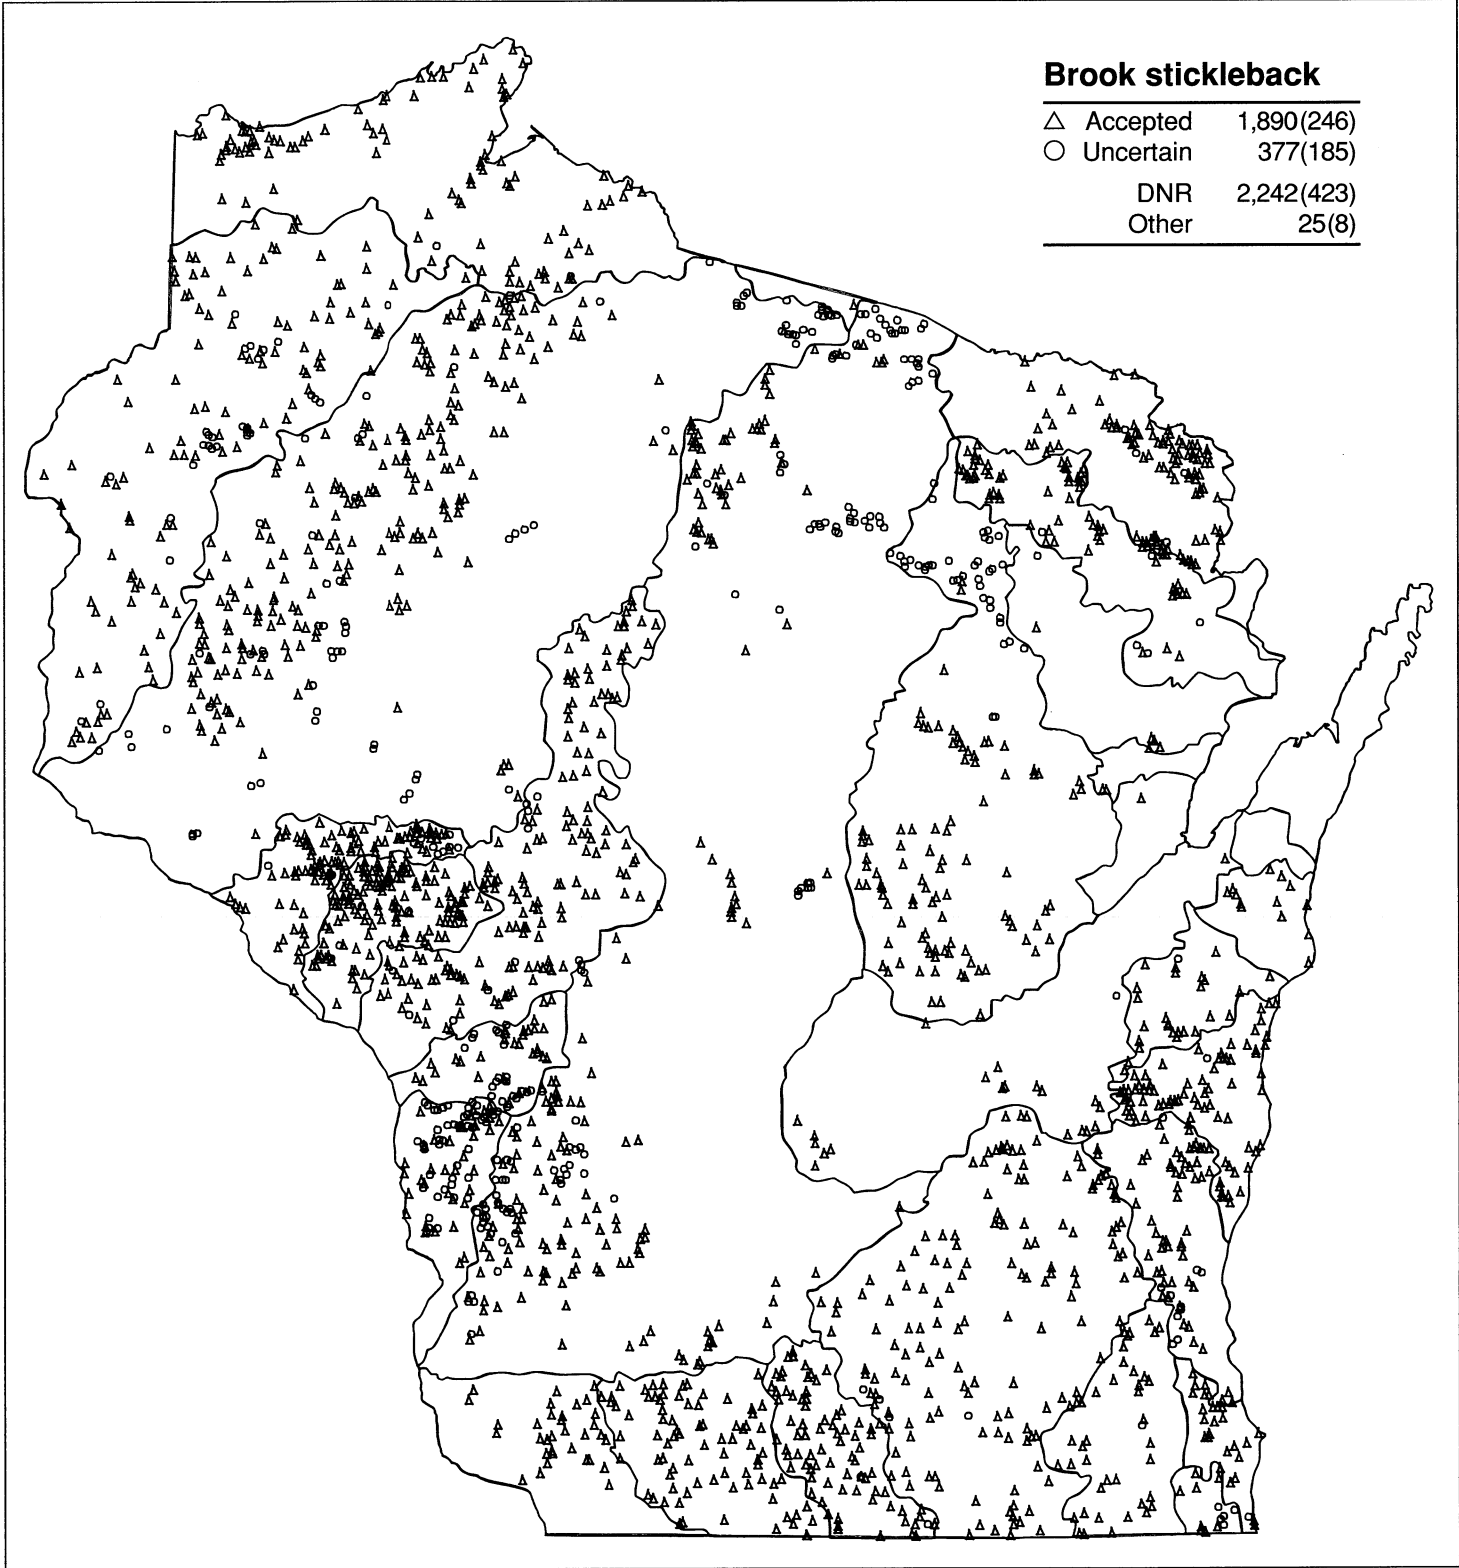 Brook stickleback
△ Accepted 1,890(246)
○ Uncertain 377(185)
DNR 2,242(423)
Other 25(8)